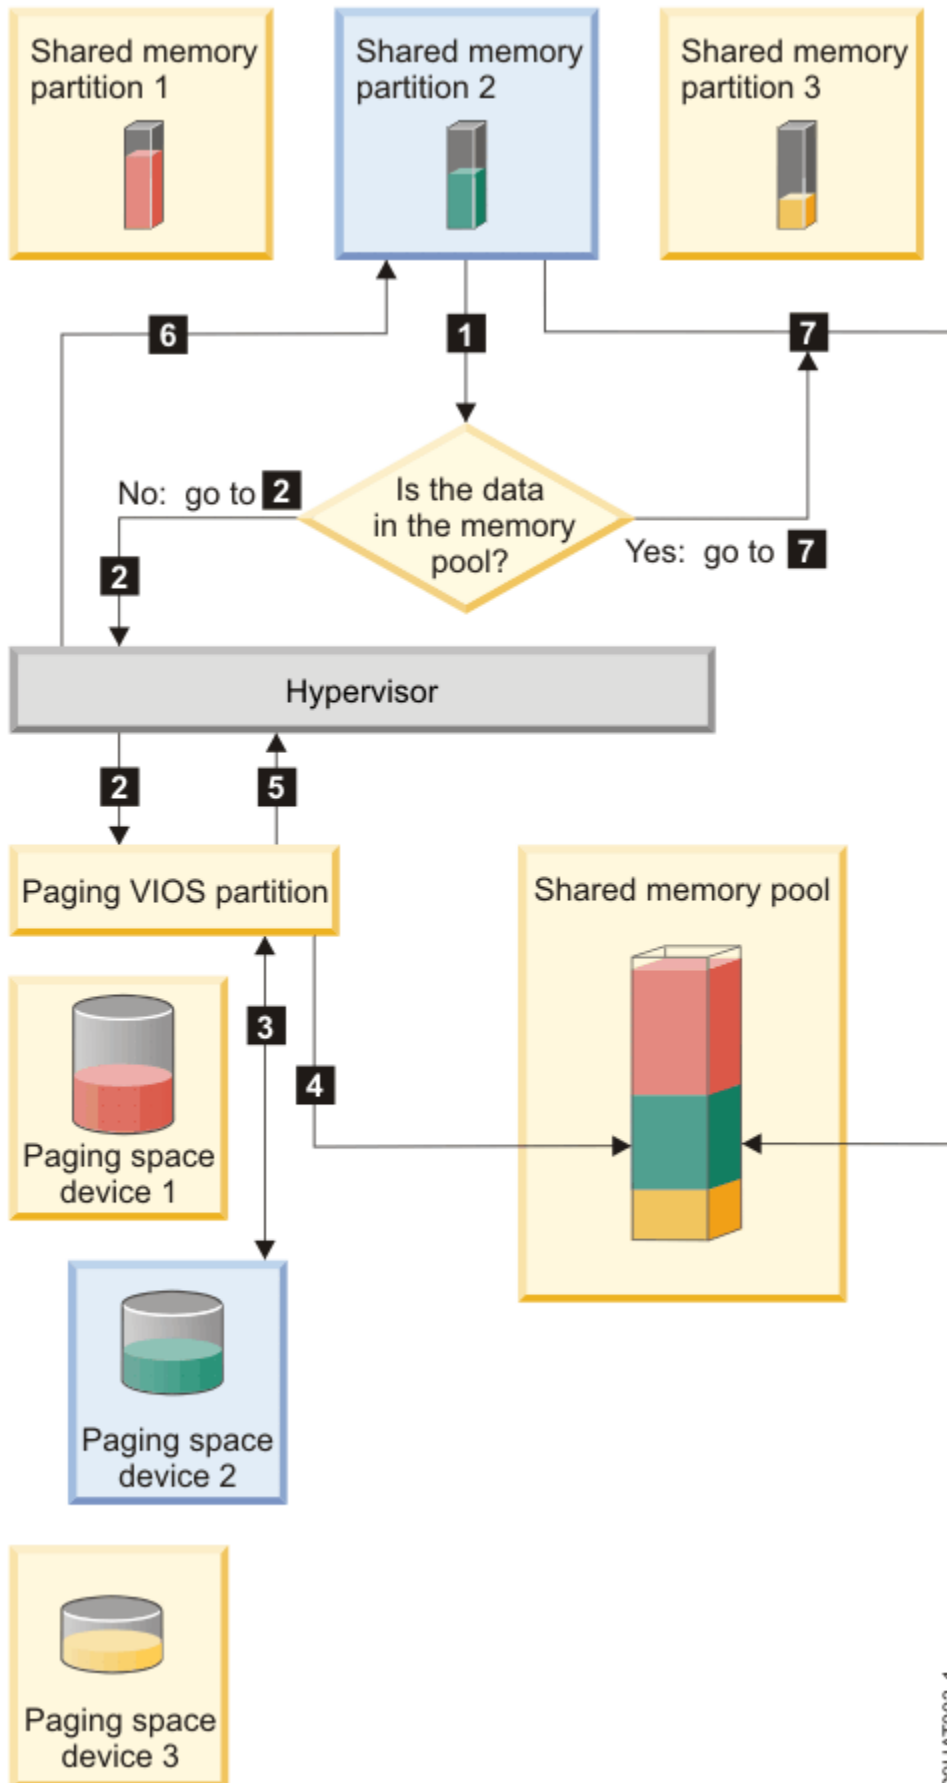 Shared memory
partition 1
Shared memory
partition 2
Shared memory
partition 3
6
1
7
No: go to 2
Is the data
in the memory
pool?
Yes: go to 7
2
Hypervisor
2
5
Paging VIOS partition
Shared memory pool
3
4
Paging space
device 1
Paging space
device 2
Paging space
device 3